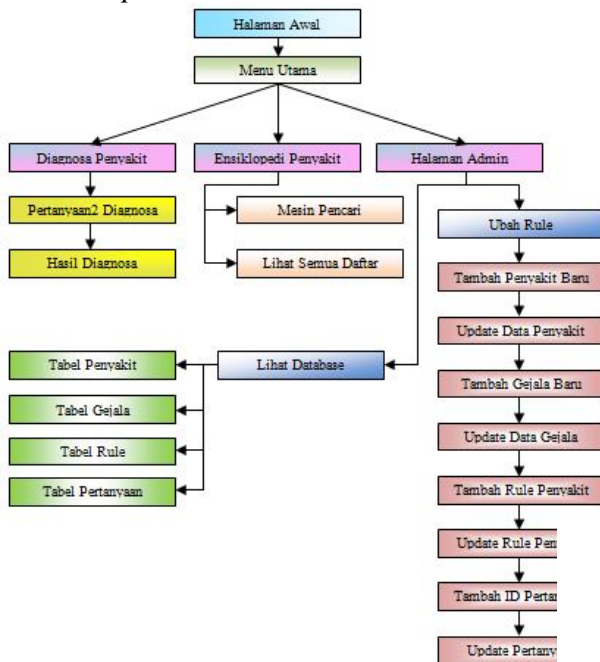 Halaman Awal
Menu Utama
Diagnosa Penyakit
Ensiklopedi Penyakit
Halaman Admin
Pertanyaan2 Diagnosa
Mesin Pencari
Ubah Rule
Hasil Diagnosa
Lihat Semua Daftar
Tambah Penyakit Baru
Update Data Penyakit
Tabel Penyakit
Lihat Database
Tambah Gejala Baru
Tabel Gejala
Update Data Gejala
Tabel Rule
Tabel Pertanyaan
Tambah Rule Penyakit
Update Rule Pen
Tambah ID Pertan
Update Pertany